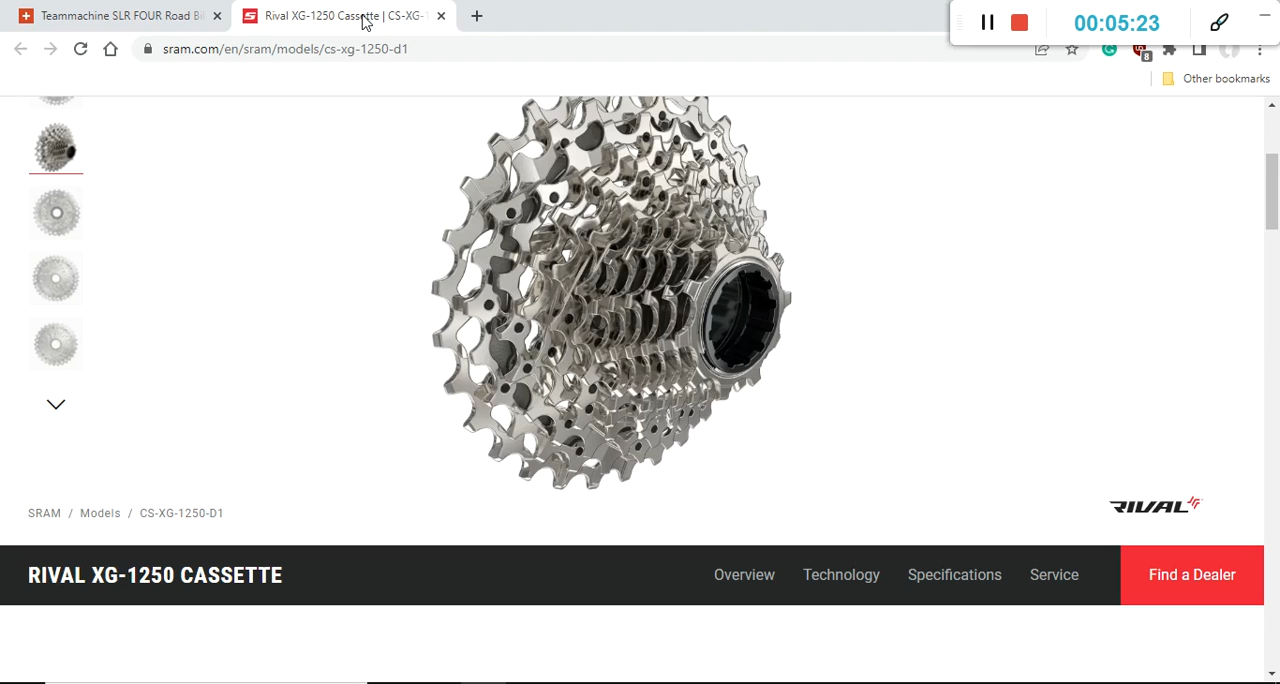 Teammachine SLR FOUR Road Bi
Rival XG-1250 Cassette | CS-XG-1
00:05:23
sram.com/en/sram/models/cs-xg-1250-d1
8
Other bookmarks
SRAM / Models / CS-XG-1250-D1
RIVAL
RIVAL XG-1250 CASSETTE
Overview
Technology
Specifications
Service
Find a Dealer